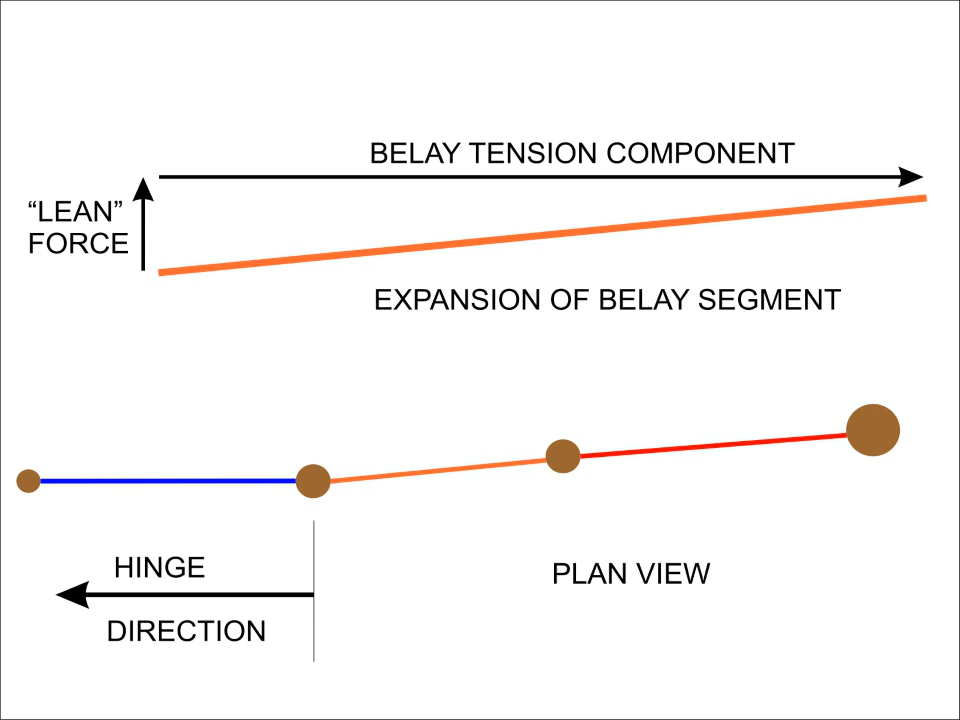 BELAY TENSION COMPONENT
“LEAN”
FORCE
EXPANSION OF BELAY SEGMENT
HINGE
DIRECTION
PLAN VIEW